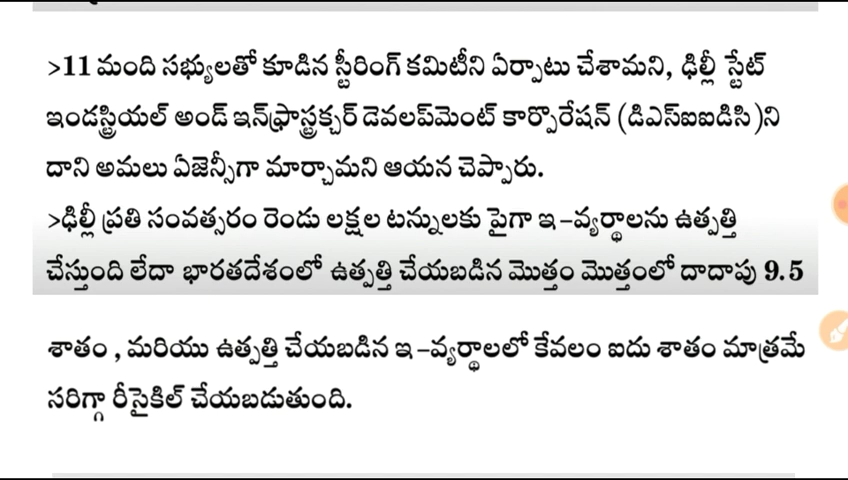 >11 మంది సభ్యులతో కూడిన స్టీరింగ్ కమిటీని ఏర్పాటు చేశామని, ఢిల్లీ స్టేట్
ఇండస్ట్రియల్ అండ్ ఇన్‌ఫ్రాస్ట్రక్చర్ డెవలప్‌మెంట్ కార్పొరేషన్ (డిఎస్ఐఐడిసి)ని
దాని అమలు ఏజెన్సీగా మార్చామని ఆయన చెప్పారు.
>ఢిల్లీ ప్రతి సంవత్సరం రెండు లక్షల టన్నులకు పైగా ఇ-వ్యర్థాలను ఉత్పత్తి
చేస్తుంది లేదా భారతదేశంలో ఉత్పత్తి చేయబడిన మొత్తం మొత్తంలో దాదాపు 9.5
శాతం , మరియు ఉత్పత్తి చేయబడిన ఇ-వ్యర్థాలలో కేవలం ఐదు శాతం మాత్రమే
సరిగ్గా రీసైకిల్ చేయబడుతుంది.